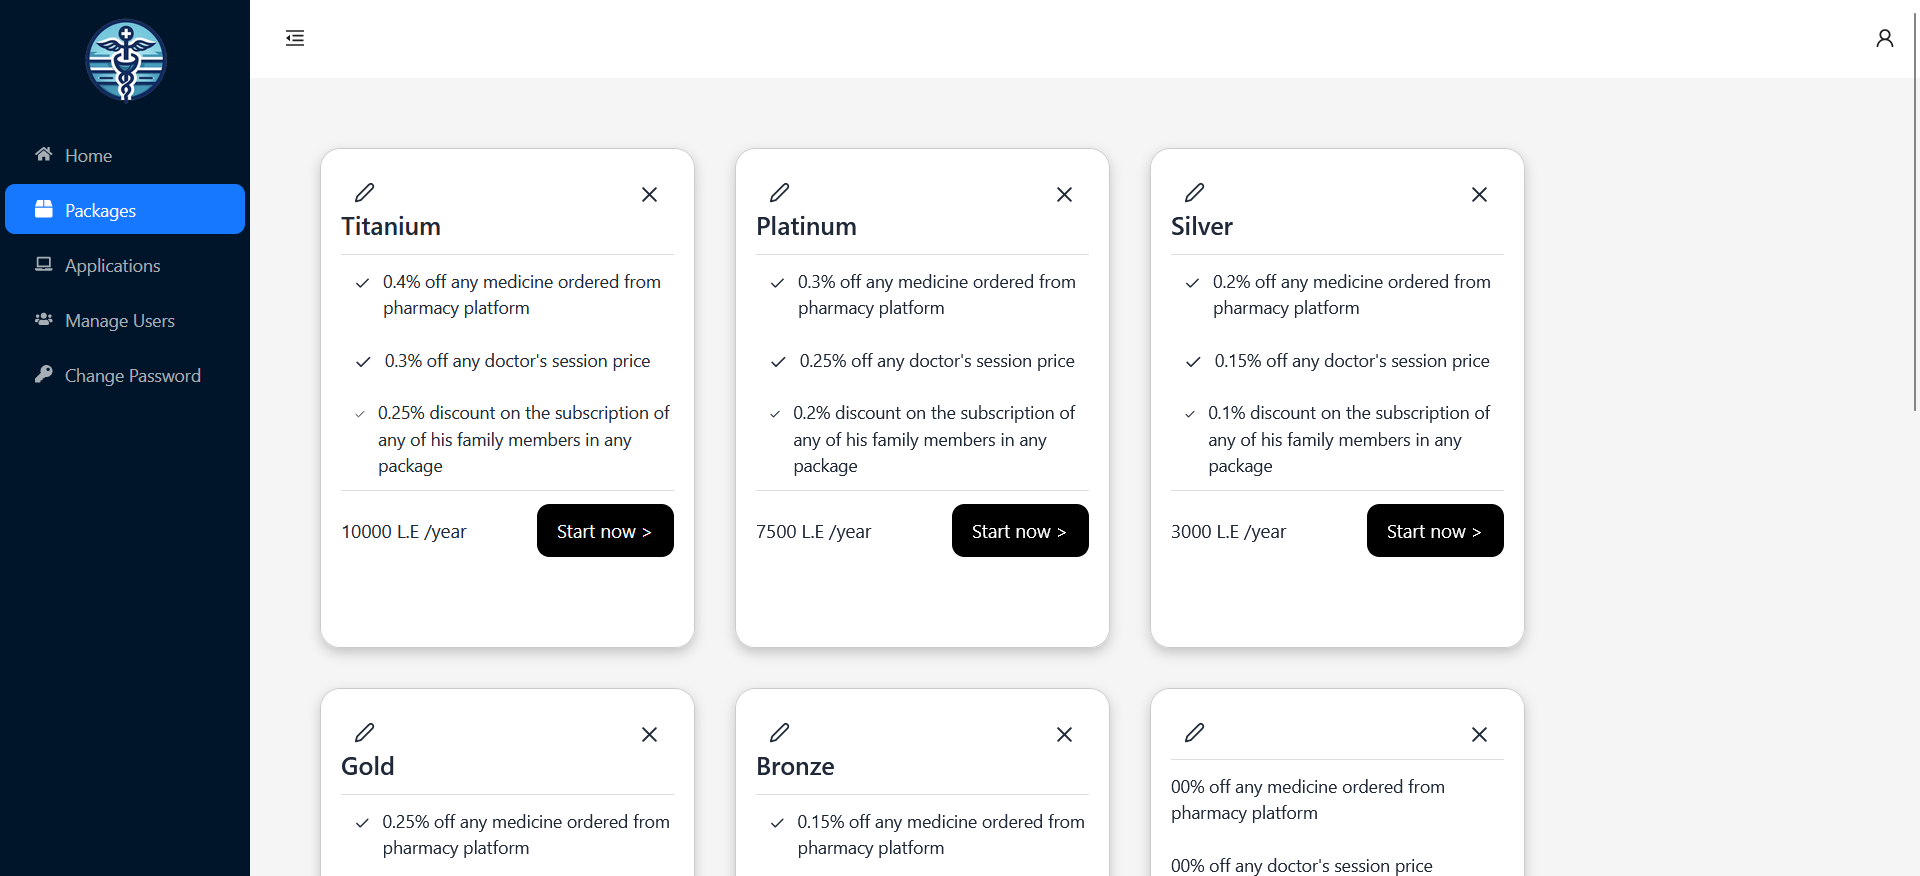 Home
Packages
Applications
Manage Users
Change Password
Titanium
0.4% off any medicine ordered from
pharmacy platform
0.3% off any doctor's session price
0.25% discount on the subscription of
any of his family members in any
package
10000 L.E /year
Start now >
Platinum
0.3% off any medicine ordered from
pharmacy platform
0.25% off any doctor's session price
0.2% discount on the subscription of
any of his family members in any
package
7500 L.E /year
Start now >
Silver
0.2% off any medicine ordered from
pharmacy platform
0.15% off any doctor's session price
0.1% discount on the subscription of
any of his family members in any
package
3000 L.E /year
Start now >
Gold
0.25% off any medicine ordered from
pharmacy platform
Bronze
0.15% off any medicine ordered from
pharmacy platform
00% off any medicine ordered from
pharmacy platform
00% off any doctor's session price